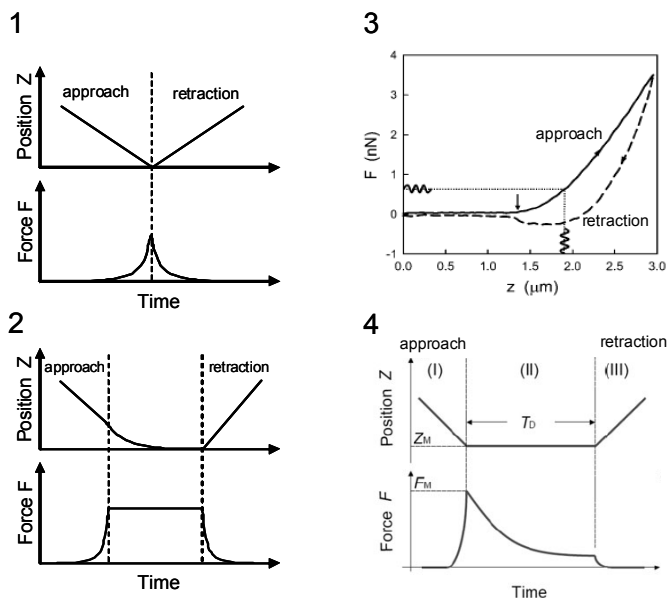 1
Position Z
approach
retraction
Force F
Time
2
Position Z
approach
retraction
Force F
Time
3
F (nN)
4
3
2
1
0
-1
approach
retraction
0.0 0.5 1.0 1.5 2.0 2.5 3.0
z (μm)
4
approach
retraction
(I) (II) (III)
Position Z
T_D
Z_M
F_M
Force F
Time